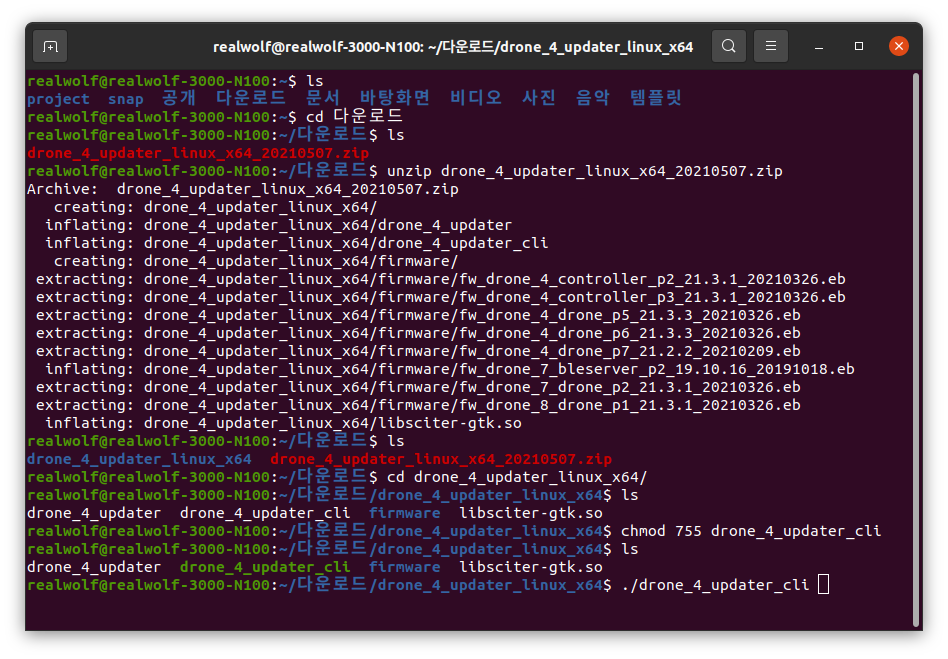 realwolf@realwolf-3000-N100: ~/다운로드/drone_4_updater_linux_x64
realwolf@realwolf-3000-N100:~$ ls
project  snap  공개  다운로드  문서  바탕화면  비디오  사진  음악  템플릿
realwolf@realwolf-3000-N100:~$ cd 다운로드
realwolf@realwolf-3000-N100:~/다운로드$ ls
drone_4_updater_linux_x64_20210507.zip
realwolf@realwolf-3000-N100:~/다운로드$ unzip drone_4_updater_linux_x64_20210507.zip
Archive:  drone_4_updater_linux_x64_20210507.zip
   creating: drone_4_updater_linux_x64/
  inflating: drone_4_updater_linux_x64/drone_4_updater
  inflating: drone_4_updater_linux_x64/drone_4_updater_cli
   creating: drone_4_updater_linux_x64/firmware/
 extracting: drone_4_updater_linux_x64/firmware/fw_drone_4_controller_p2_21.3.1_20210326.eb
 extracting: drone_4_updater_linux_x64/firmware/fw_drone_4_controller_p3_21.3.1_20210326.eb
 extracting: drone_4_updater_linux_x64/firmware/fw_drone_4_drone_p5_21.3.3_20210326.eb
 extracting: drone_4_updater_linux_x64/firmware/fw_drone_4_drone_p6_21.3.3_20210326.eb
 extracting: drone_4_updater_linux_x64/firmware/fw_drone_4_drone_p7_21.2.2_20210209.eb
  inflating: drone_4_updater_linux_x64/firmware/fw_drone_7_bleserver_p2_19.10.16_20191018.eb
 extracting: drone_4_updater_linux_x64/firmware/fw_drone_7_drone_p2_21.3.1_20210326.eb
 extracting: drone_4_updater_linux_x64/firmware/fw_drone_8_drone_p1_21.3.1_20210326.eb
  inflating: drone_4_updater_linux_x64/libsciter-gtk.so
realwolf@realwolf-3000-N100:~/다운로드$ ls
drone_4_updater_linux_x64  drone_4_updater_linux_x64_20210507.zip
realwolf@realwolf-3000-N100:~/다운로드$ cd drone_4_updater_linux_x64/
realwolf@realwolf-3000-N100:~/다운로드/drone_4_updater_linux_x64$ ls
drone_4_updater  drone_4_updater_cli  firmware  libsciter-gtk.so
realwolf@realwolf-3000-N100:~/다운로드/drone_4_updater_linux_x64$ chmod 755 drone_4_updater_cli
realwolf@realwolf-3000-N100:~/다운로드/drone_4_updater_linux_x64$ ls
drone_4_updater  drone_4_updater_cli  firmware  libsciter-gtk.so
realwolf@realwolf-3000-N100:~/다운로드/drone_4_updater_linux_x64$ ./drone_4_updater_cli